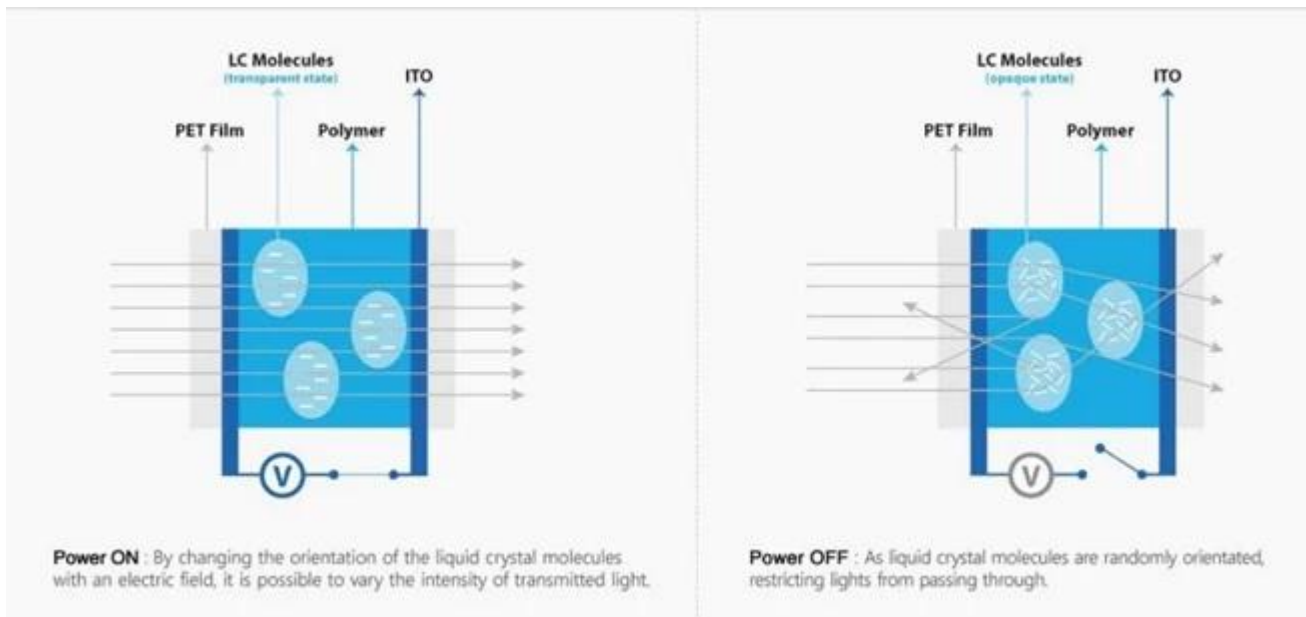 LC Molecules
(transparent state)
ITO
PET Film
Polymer
V
Power ON : By changing the orientation of the liquid crystal molecules
with an electric field, it is possible to vary the intensity of transmitted light.
LC Molecules
(opaque state)
ITO
PET Film
Polymer
V
Power OFF : As liquid crystal molecules are randomly orientated,
restricting lights from passing through.